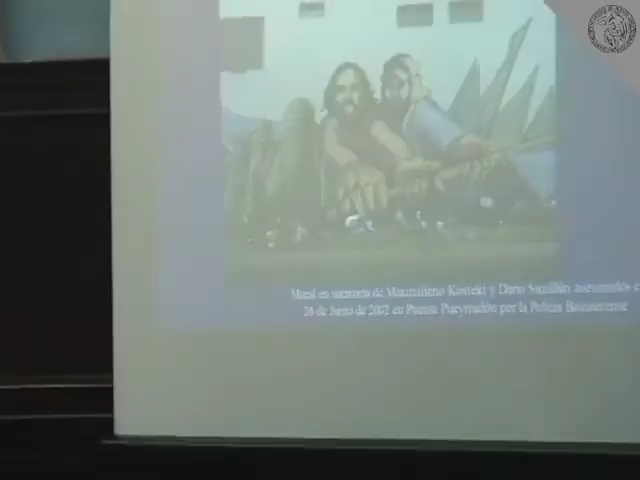 Mural en memoria de Maximiliano Kosteki y Darío Santillán asesinados e
26 de Junio de 2002 en Puente Pueyrredón por la Policía Bonaerense